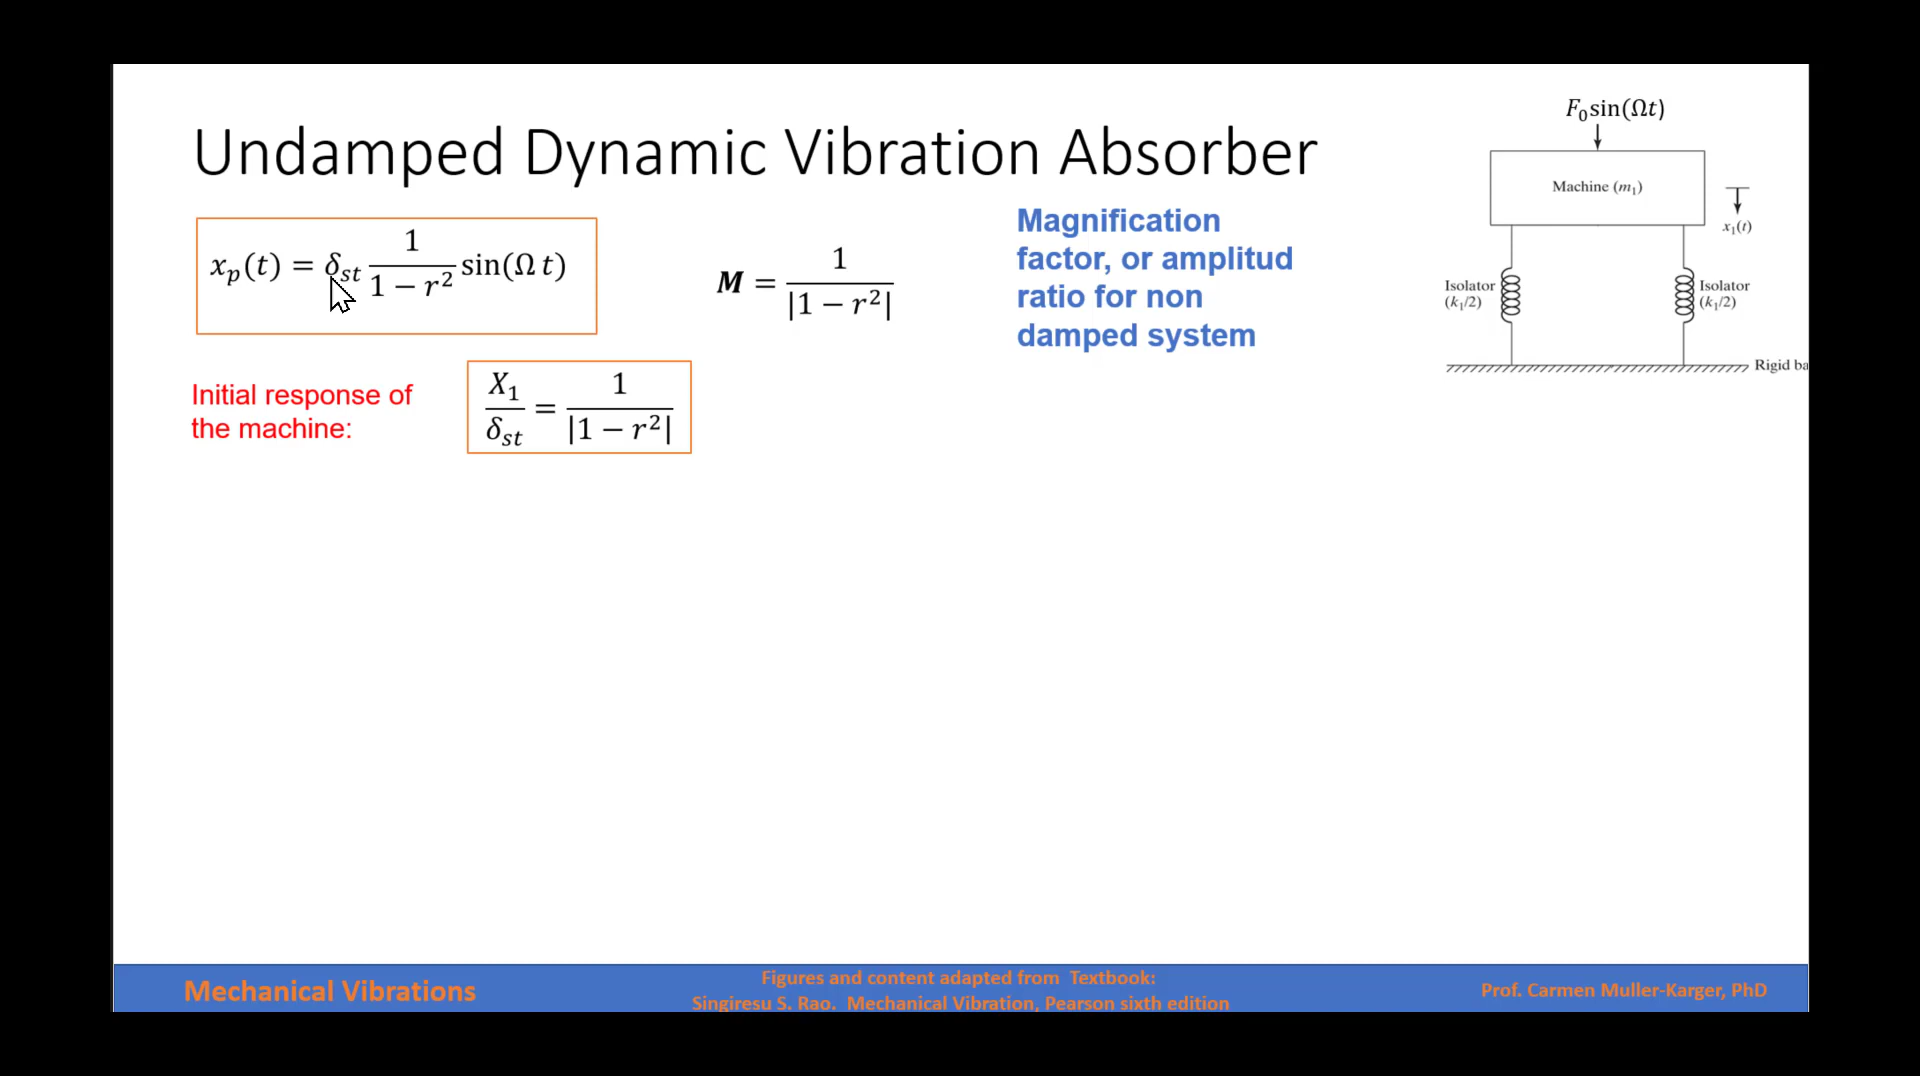 Undamped Dynamic Vibration Absorber
F₀sin(Ωt)
Machine (m₁)
x₁(t)
Isolator
(k₁/2)
Isolator
(k₁/2)
Rigid ba
xₚ(t) = δₛₜ 1/(1 − r²) sin(Ω t)
M = 1/|1 − r²|
Magnification
factor, or amplitud
ratio for non
damped system
Initial response of
the machine:
X₁/δₛₜ = 1/|1 − r²|
Mechanical Vibrations
Figures and content adapted from Textbook:
Singiresu S. Rao. Mechanical Vibration, Pearson sixth edition
Prof. Carmen Muller-Karger, PhD